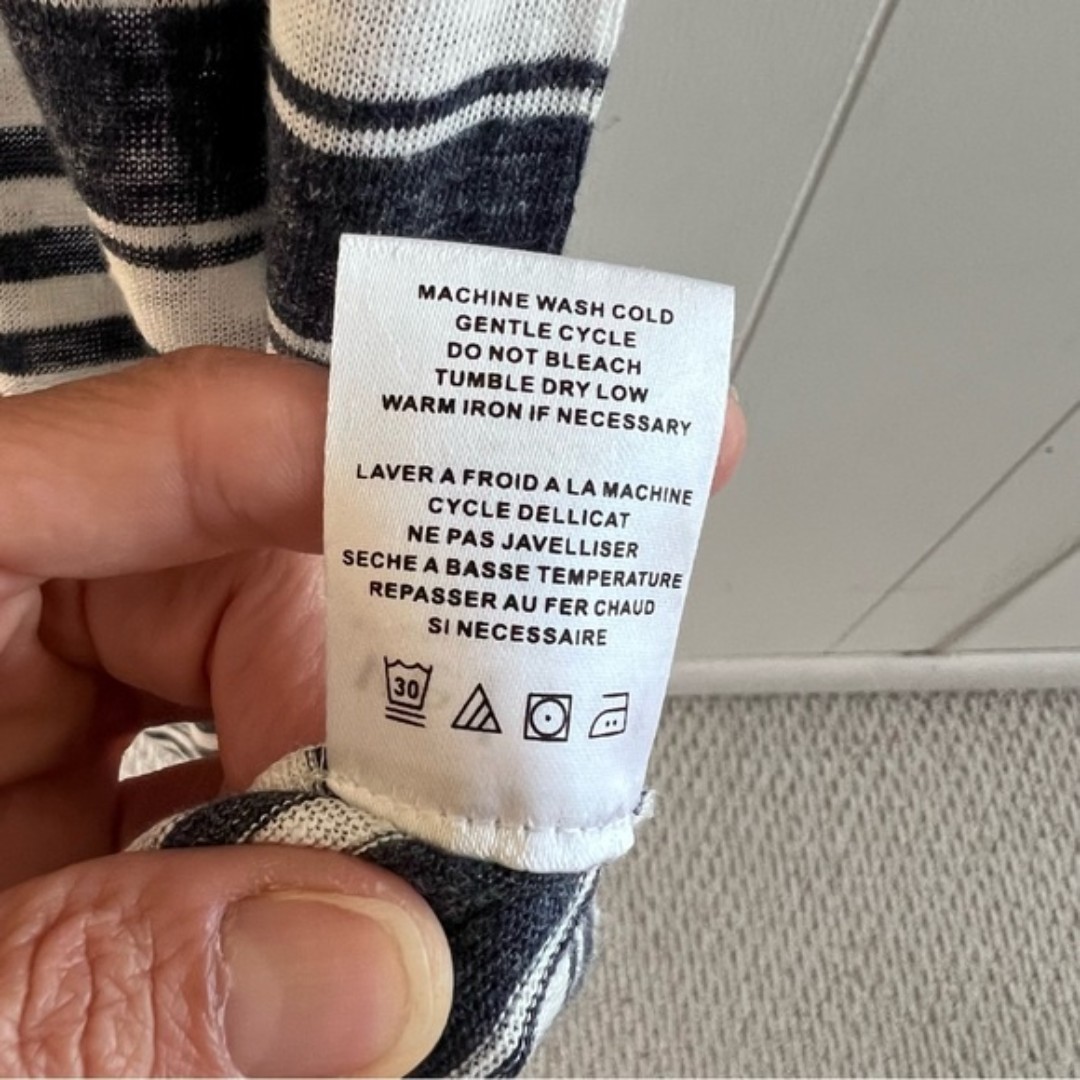 MACHINE WASH COLD
GENTLE CYCLE
DO NOT BLEACH
TUMBLE DRY LOW
WARM IRON IF NECESSARY
LAVER A FROID A LA MACHINE
CYCLE DELLICAT
NE PAS JAVELLISER
SECHE A BASSE TEMPERATURE
REPASSER AU FER CHAUD
SI NECESSAIRE
30